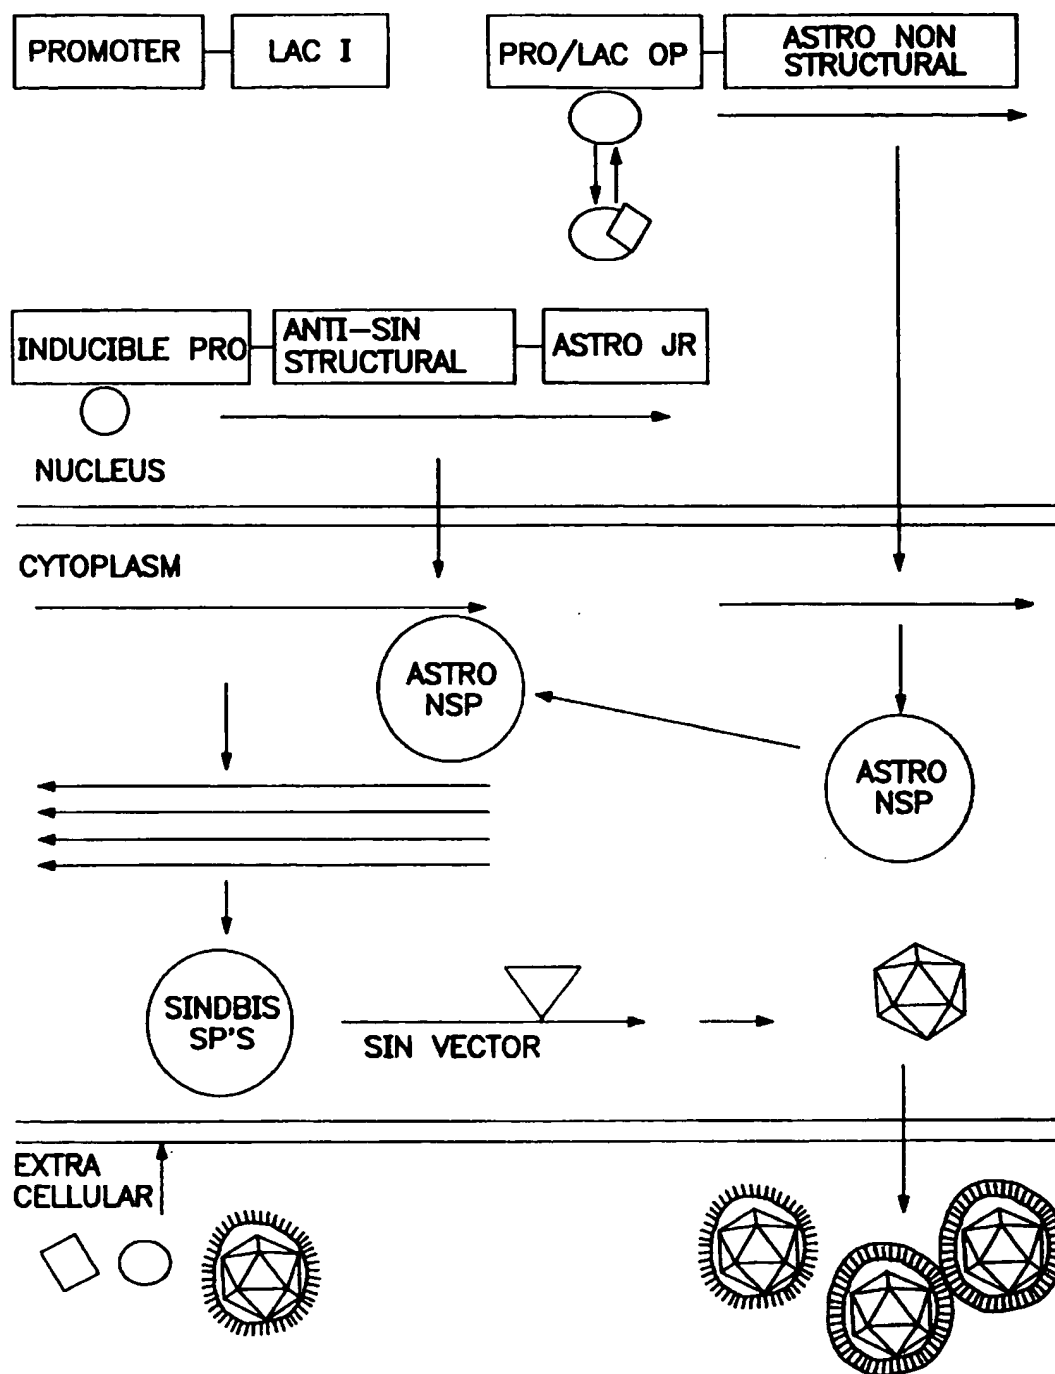 PROMOTER
LAC I
PRO/LAC OP
ASTRO NON
STRUCTURAL
INDUCIBLE PRO
ANTI-SIN
STRUCTURAL
ASTRO JR
NUCLEUS
CYTOPLASM
ASTRO
NSP
ASTRO
NSP
SINDBIS
SP'S
SIN VECTOR
EXTRA
CELLULAR